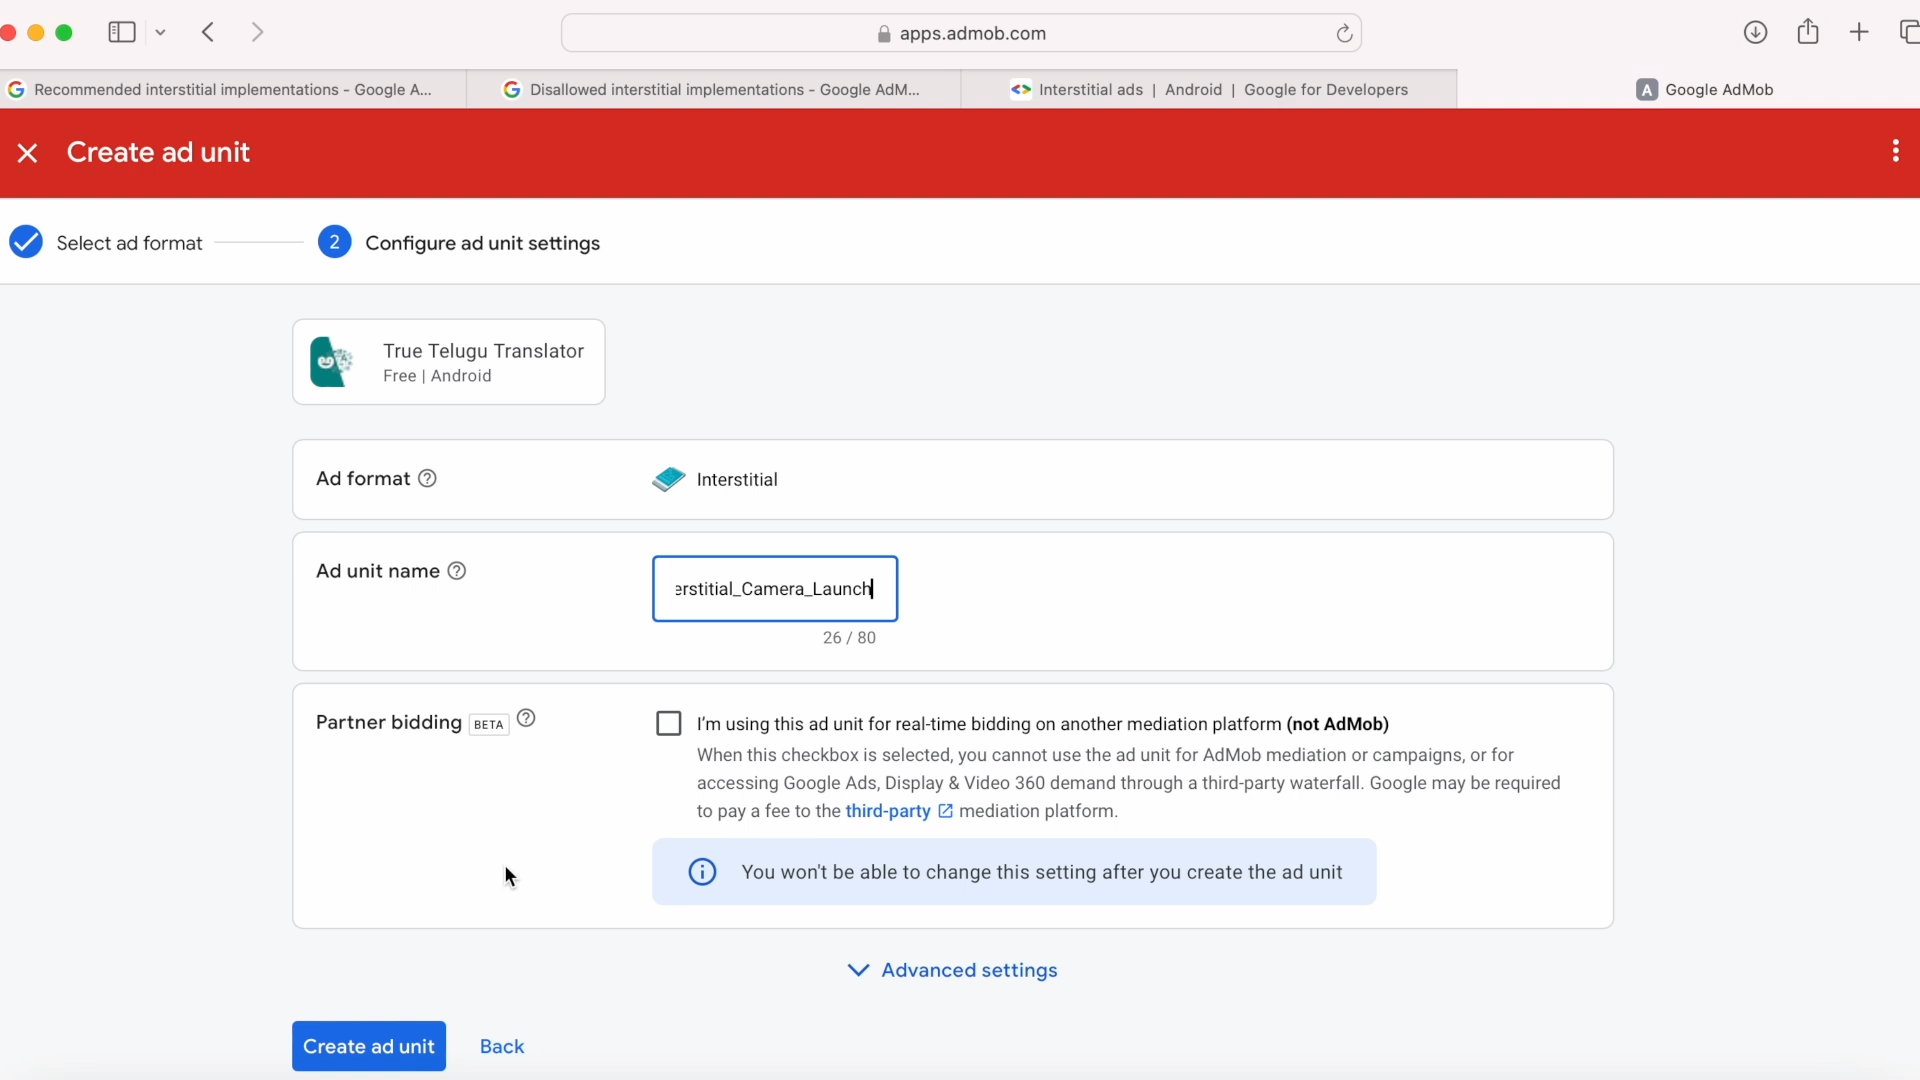 apps.admob.com
Recommended interstitial implementations - Google A...
Disallowed interstitial implementations - Google AdM...
Interstitial ads | Android | Google for Developers
A Google AdMob
Create ad unit
Select ad format
2 Configure ad unit settings
True Telugu Translator
Free | Android
Ad format
Interstitial
Ad unit name
erstitial_Camera_Launch
26 / 80
Partner bidding BETA
I'm using this ad unit for real-time bidding on another mediation platform (not AdMob)
When this checkbox is selected, you cannot use the ad unit for AdMob mediation or campaigns, or for
accessing Google Ads, Display & Video 360 demand through a third-party waterfall. Google may be required
to pay a fee to the third-party mediation platform.
You won't be able to change this setting after you create the ad unit
Advanced settings
Create ad unit
Back